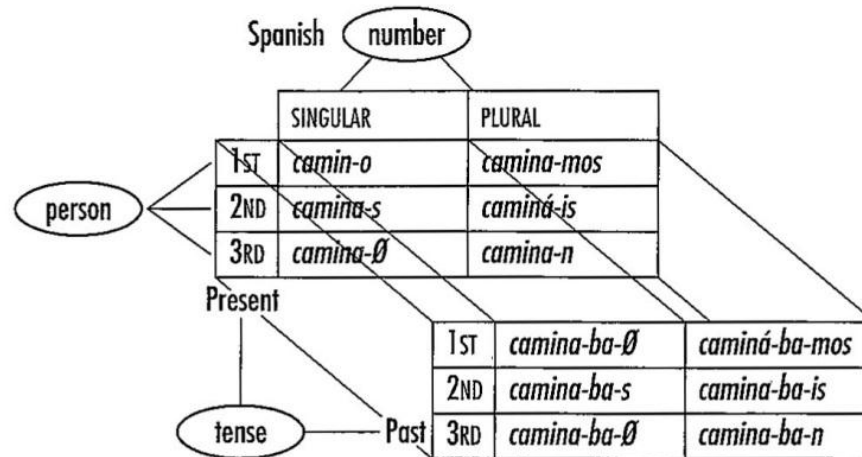 Spanish number
SINGULAR PLURAL
1ST camin-o camina-mos
person 2ND camina-s caminá-is
3RD camina-Ø camina-n
Present
1ST camina-ba-Ø caminá-ba-mos
2ND camina-ba-s camina-ba-is
tense Past 3RD camina-ba-Ø camina-ba-n